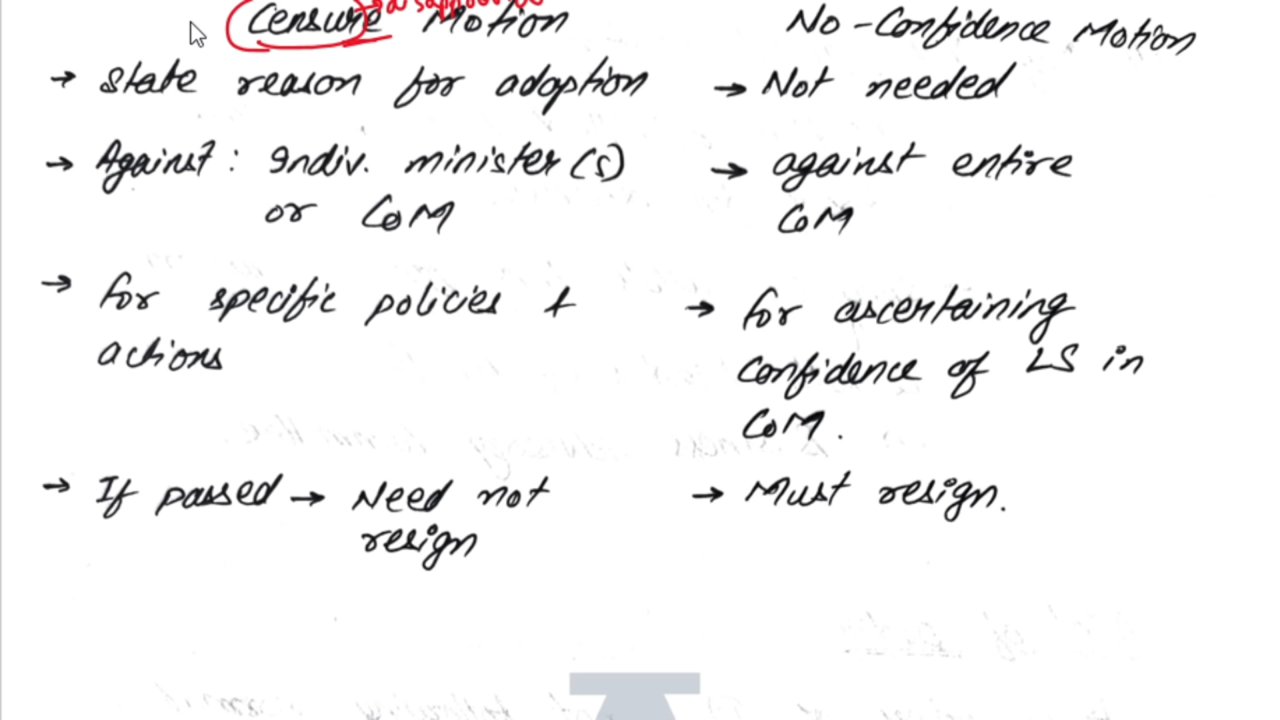 Censure Motion
No-Confidence Motion
→ State reason for adoption
→ Not needed
→ Against: Indiv. minister(s)
or CoM
→ against entire
CoM
→ for specific policies +
actions
→ for ascertaining
confidence of LS in
CoM.
→ If passed → Need not
resign
→ Must resign.